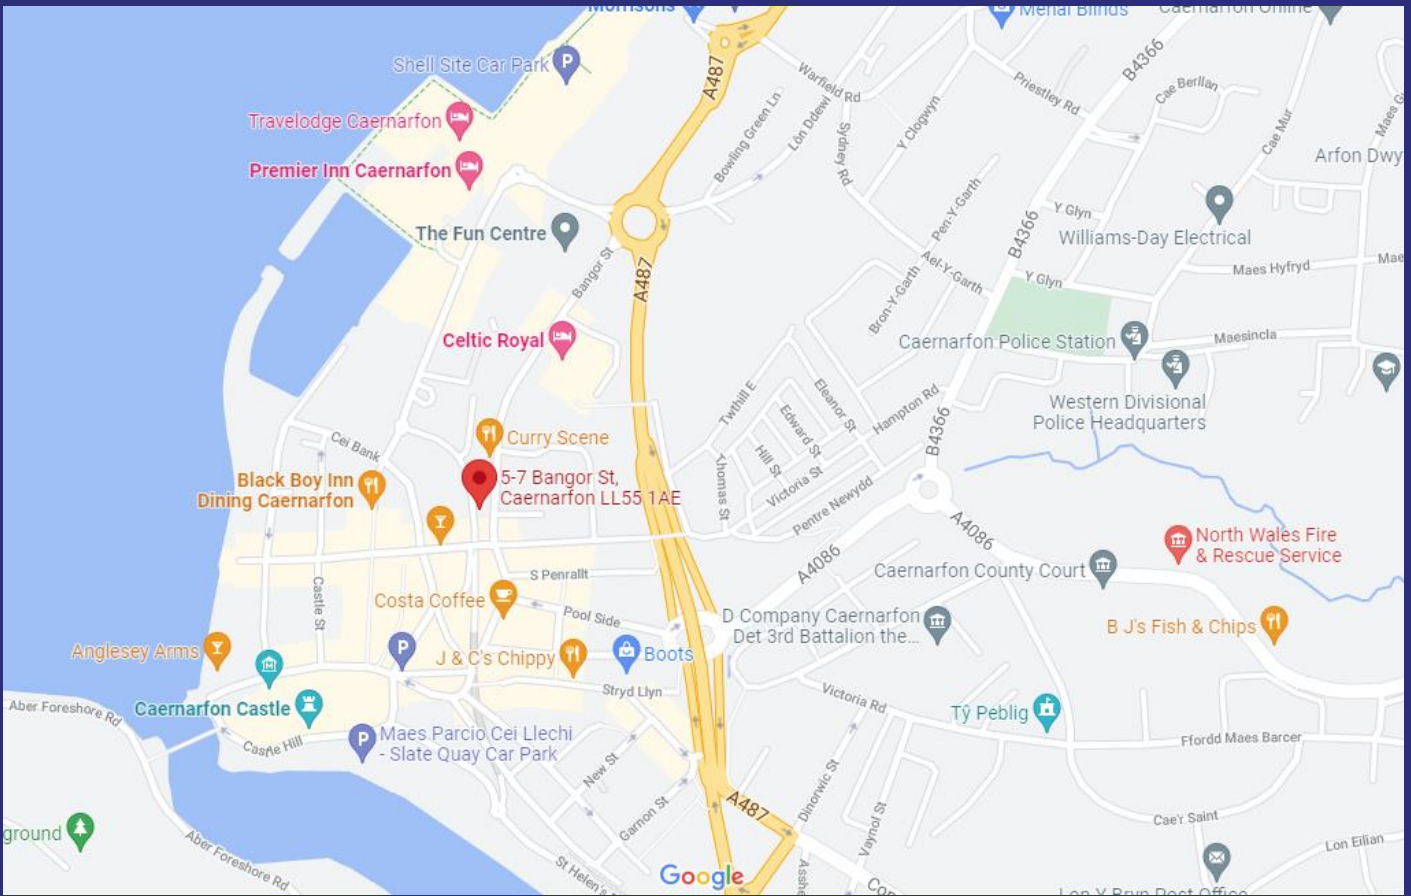 Morrisons
Menai Blinds
Caernarfon Online
Shell Site Car Park
P
A487
Warfield Rd
Priestley Rd
B4366
Cae Berllan
Travelodge Caernarfon
Bowling Green Ln
Lôn Ddewi
Sydney Rd
Y Clogwyn
Cae Mur
Maes G
Arfon Dwy
Premier Inn Caernarfon
The Fun Centre
Bangor St
A487
Pen-Y-Garth
Ael-Y-Garth
Bron-Y-Garth
B4366
Y Glyn
Williams-Day Electrical
Y Glyn
Maes Hyfryd
Mae
Celtic Royal
Caernarfon Police Station
Maesincla
Western Divisional
Police Headquarters
Twthill E
Eleanor St
Edward St
Hill St
Hampton Rd
B4366
Cei Bank
Curry Scene
Black Boy Inn
Dining Caernarfon
5-7 Bangor St,
Caernarfon LL55 1AE
Thomas St
Victoria St
Pentre Newydd
A4086
A4086
North Wales Fire
& Rescue Service
Castle St
S Penrallt
Caernarfon County Court
Costa Coffee
Pool Side
D Company Caernarfon
Det 3rd Battalion the...
B J's Fish & Chips
Anglesey Arms
P
J & C's Chippy
Boots
Stryd Llyn
Victoria Rd
Tŷ Peblig
Caernarfon Castle
Aber Foreshore Rd
Castle Hill
P
Maes Parcio Cei Llechi
- Slate Quay Car Park
Ffordd Maes Barcer
New St
Garnon St
A487
Dinorwic St
Vaynol St
Cae'r Saint
Lon Eilian
ground
Aber Foreshore Rd
St Helen's
Google
Asshe
Con
Lon Y Bryn Post Office